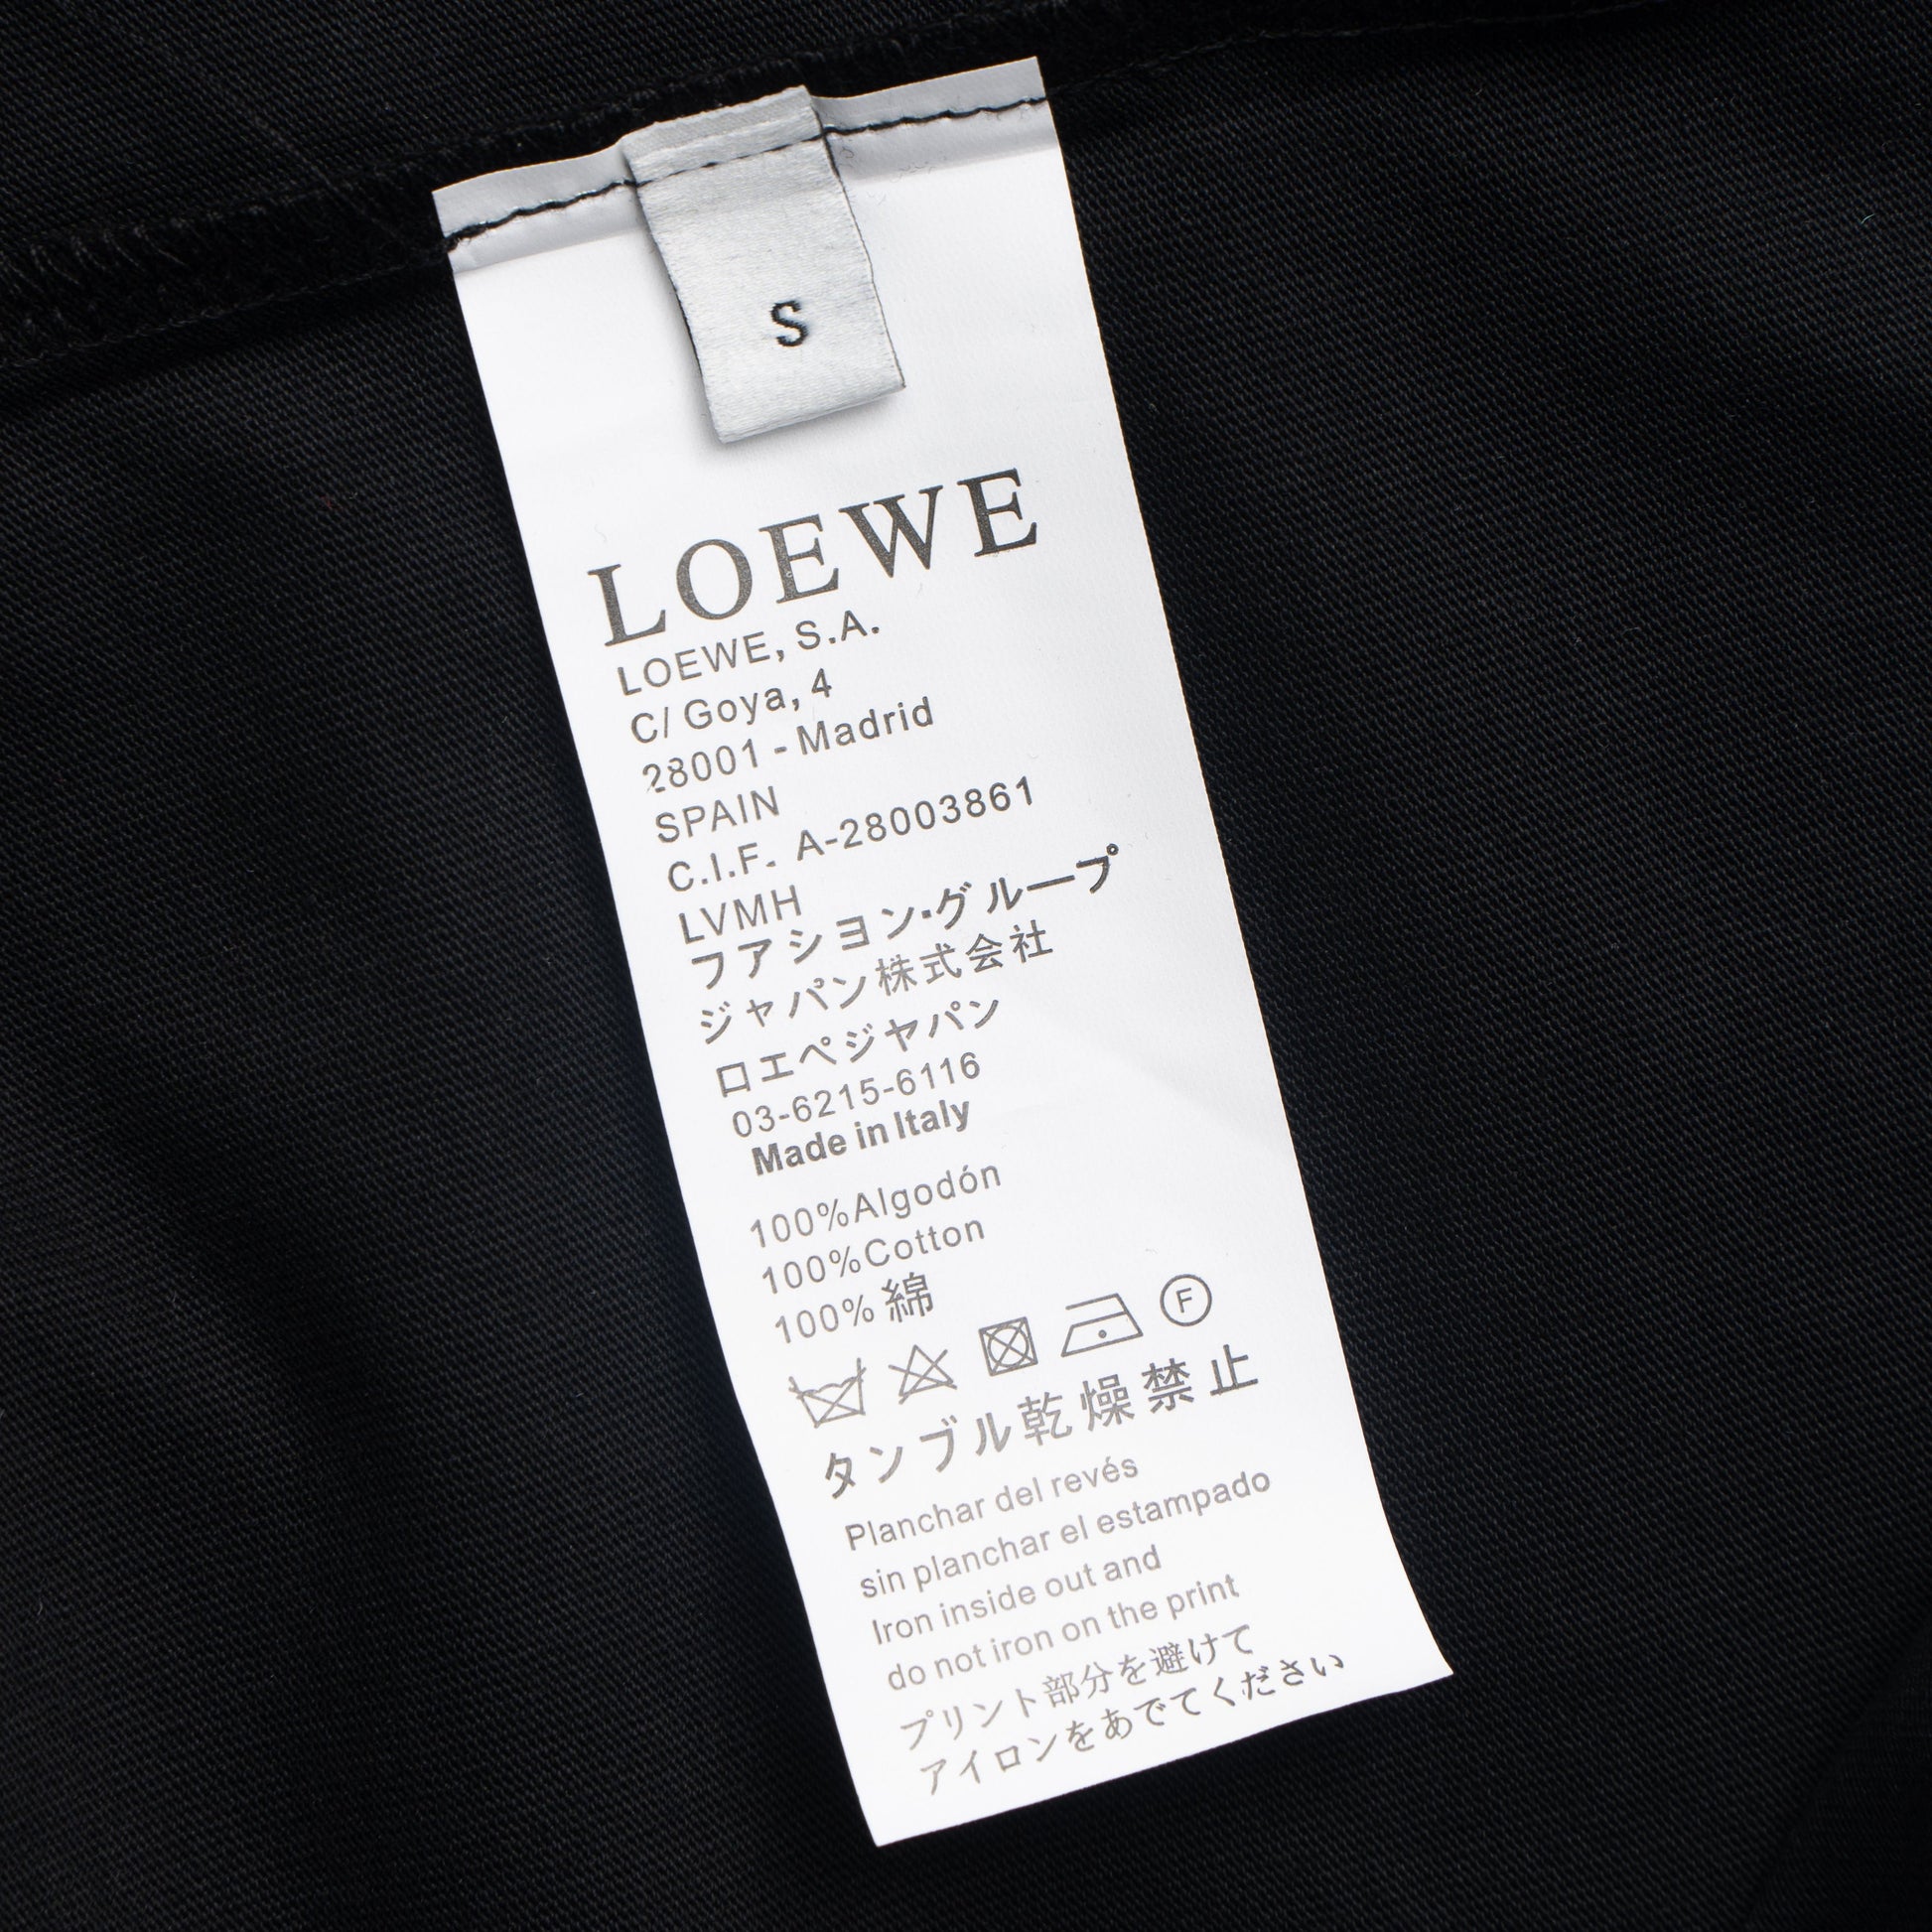 S
LOEWE
LOEWE, S.A.
C/ Goya, 4
28001 - Madrid
SPAIN
C.I.F. A-28003861
LVMH
フアシヨン·グループ
ジャパン株式会社
ロエペジヤパン
03-6215-6116
Made in Italy
100%Algodón
100%Cotton
100% 綿
F
タンブル乾燥禁止
Planchar del revés
sin planchar el estampado
Iron inside out and
do not iron on the print
プリント部分を避けて
アイロンをあでてください